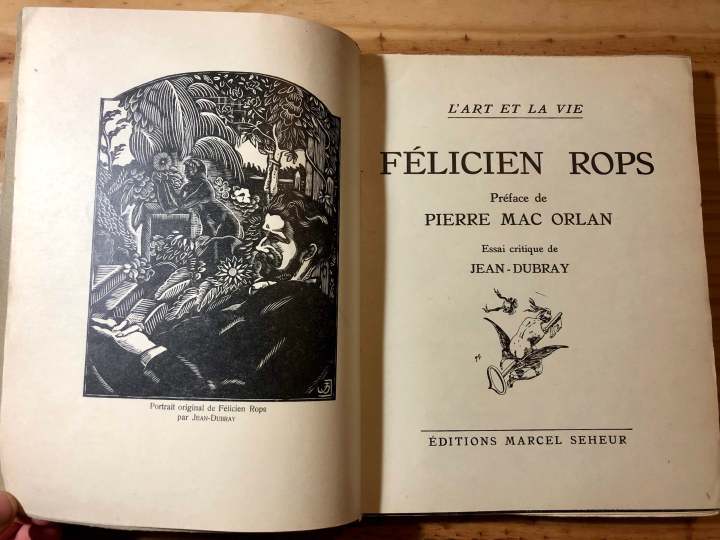 Portrait original de Félicien Rops
par JEAN-DUBRAY
L'ART ET LA VIE
FÉLICIEN ROPS
Préface de
PIERRE MAC ORLAN
Essai critique de
JEAN-DUBRAY
ÉDITIONS MARCEL SEHEUR